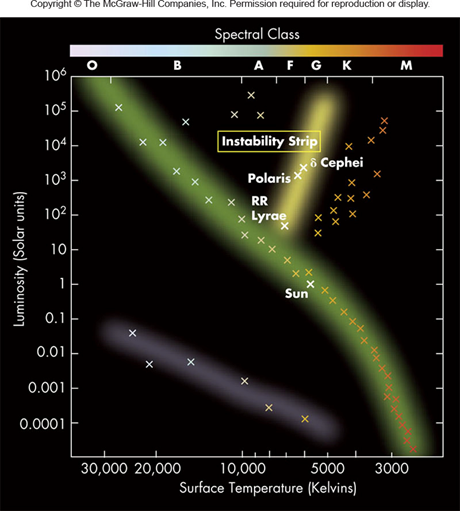 Copyright © The McGraw-Hill Companies, Inc. Permission required for reproduction or display.
Spectral Class
O B A F G K M
10⁶
10⁵
10⁴
10³
10²
10
1
0.1
0.01
0.001
0.0001
Luminosity (Solar units)
Instability Strip
δ Cephei
Polaris
RR
Lyrae
Sun
30,000 20,000 10,000 5000 3000
Surface Temperature (Kelvins)